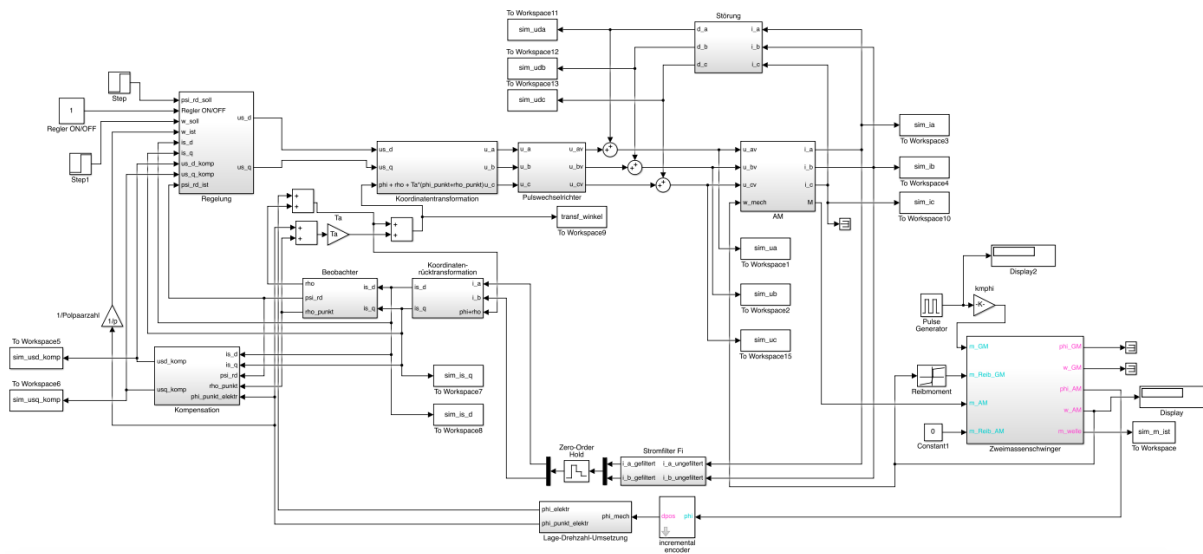 To Workspace11
sim_uda
To Workspace12
sim_udb
To Workspace13
sim_udc
Störung
d_a
d_b
d_c
i_a
i_b
i_c
Step
1
Regler ON/OFF
Step1
psi_rd_soll
Regler ON/OFF
w_soll
w_ist
is_d
is_q
us_d_komp
us_q_komp
psi_rd_ist
us_d
us_q
Regelung
us_d
us_q
phi + rho + Ta*(phi_punkt+rho_punkt)
u_a
u_b
u_c
Koordinatentransformation
u_a
u_b
u_c
u_av
u_bv
u_cv
Pulswechselrichter
u_av
u_bv
u_cv
w_mech
i_a
i_b
i_c
M
AM
sim_ia
To Workspace3
sim_ib
To Workspace4
sim_ic
To Workspace10
Ta
Ta
transf_winkel
To Workspace9
sim_ua
To Workspace1
sim_ub
To Workspace2
sim_uc
To Workspace15
Beobachter
rho
psi_rd
rho_punkt
is_d
is_q
Koordinaten-
rücktransformation
is_d
is_q
i_a
i_b
phi+rho
1/Polpaarzahl
1/p
To Workspace5
sim_usd_komp
To Workspace6
sim_usq_komp
usd_komp
usq_komp
is_d
is_q
psi_rd
rho_punkt
phi_punkt_elektr
Kompensation
sim_is_q
To Workspace7
sim_is_d
To Workspace8
Display2
kmphi
-K-
Pulse
Generator
Reibmoment
0
Constant1
m_GM
m_Reib_GM
m_AM
m_Reib_AM
phi_GM
w_GM
phi_AM
w_AM
m_welle
Zweimassenschwinger
Display
sim_m_ist
To Workspace
Zero-Order
Hold
Stromfilter Fi
i_a_gefiltert
i_b_gefiltert
i_a_ungefiltert
i_b_ungefiltert
phi_elektr
phi_punkt_elektr
phi_mech
Lage-Drehzahl-Umsetzung
dpos
phi
incremental
encoder